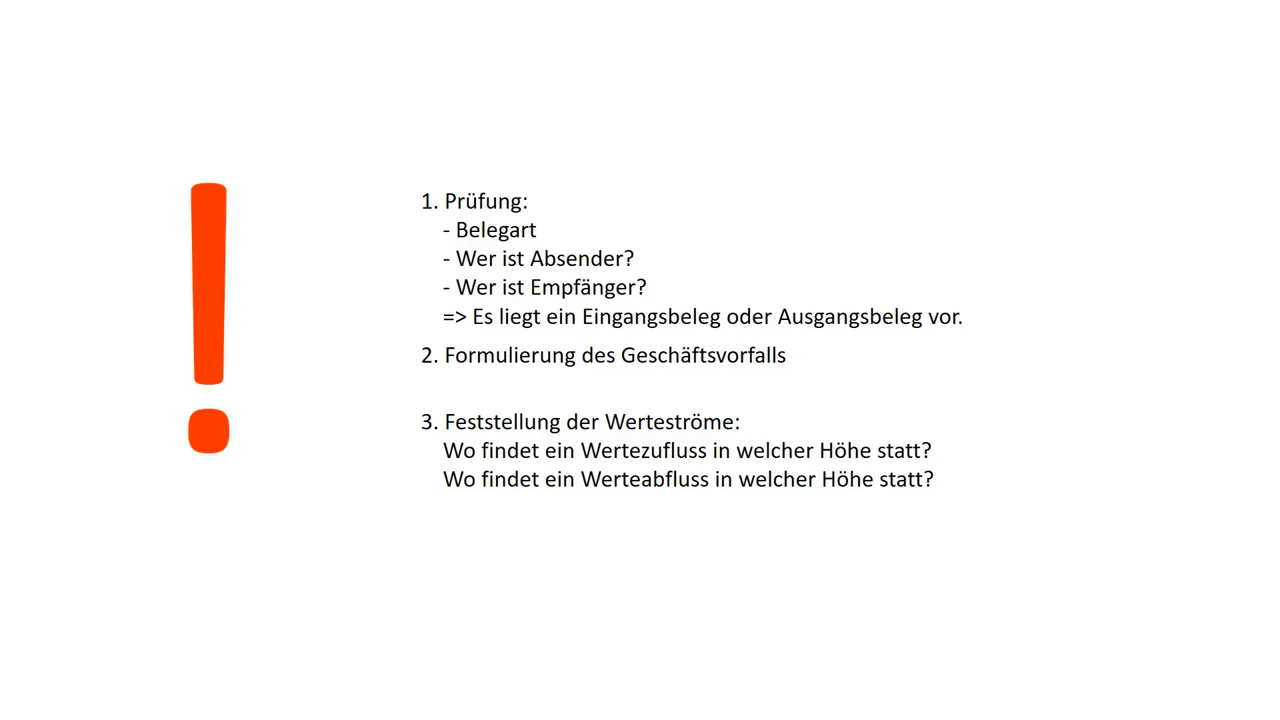 1. Prüfung:
- Belegart
- Wer ist Absender?
- Wer ist Empfänger?
=> Es liegt ein Eingangsbeleg oder Ausgangsbeleg vor.
2. Formulierung des Geschäftsvorfalls
3. Feststellung der Werteströme:
Wo findet ein Wertezufluss in welcher Höhe statt?
Wo findet ein Werteabfluss in welcher Höhe statt?